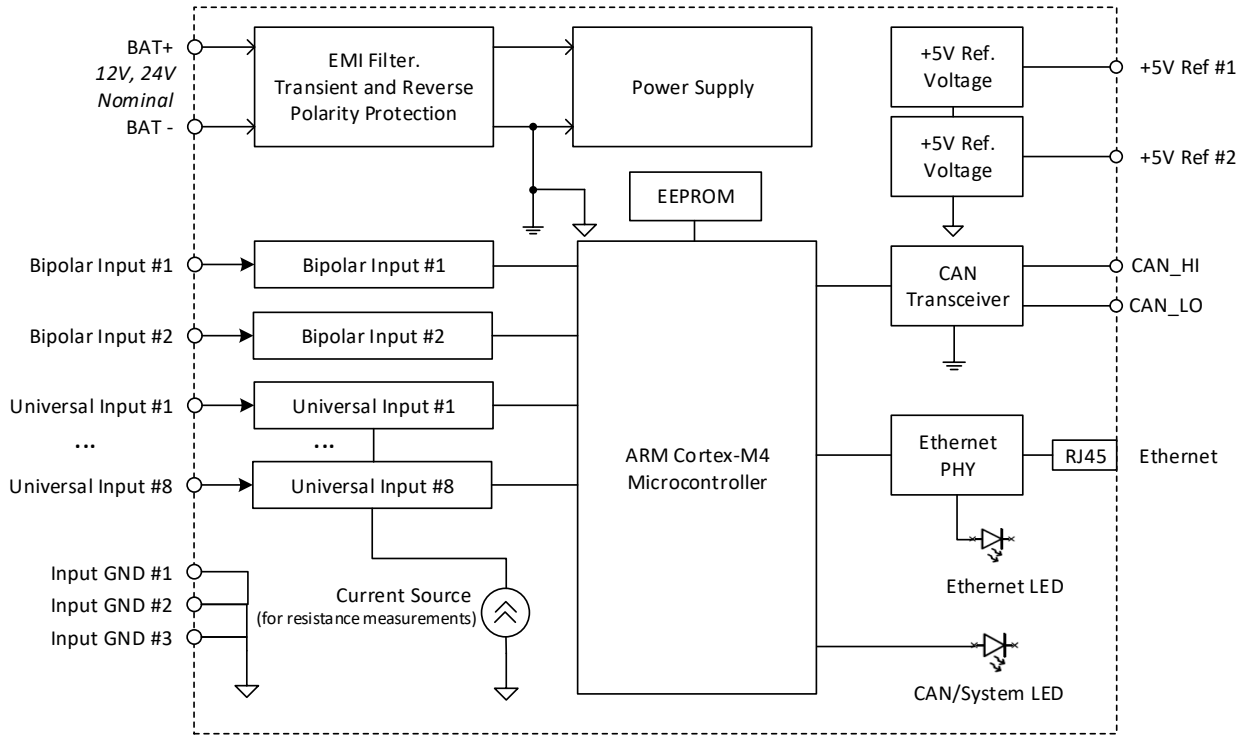 BAT+
12V, 24V
Nominal
BAT -
EMI Filter.
Transient and Reverse
Polarity Protection
Power Supply
+5V Ref.
Voltage
+5V Ref #1
+5V Ref.
Voltage
+5V Ref #2
EEPROM
Bipolar Input #1
Bipolar Input #1
Bipolar Input #2
Bipolar Input #2
Universal Input #1
Universal Input #1
...
...
Universal Input #8
Universal Input #8
Input GND #1
Input GND #2
Input GND #3
Current Source
(for resistance measurements)
ARM Cortex-M4
Microcontroller
CAN
Transceiver
CAN_HI
CAN_LO
Ethernet
PHY
RJ45
Ethernet
Ethernet LED
CAN/System LED